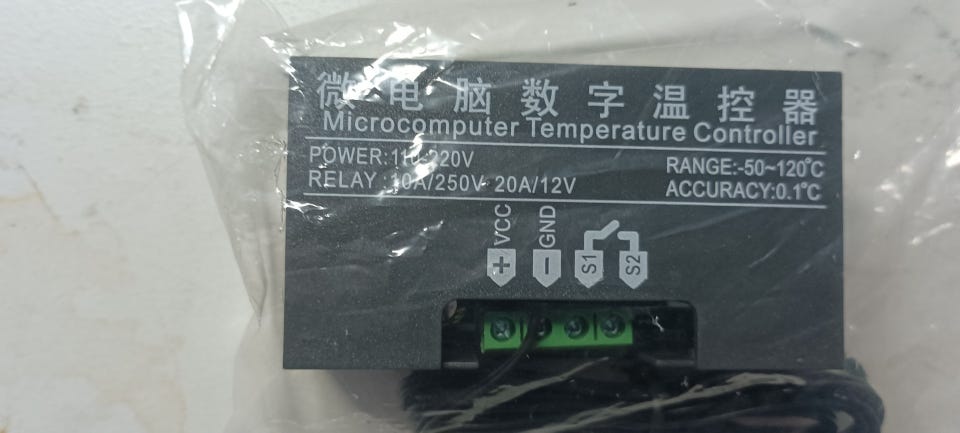 微电脑数字温控器
Microcomputer Temperature Controller
POWER:110-220V
RANGE:-50~120℃
RELAY :10A/250V 20A/12V
ACCURACY:0.1℃
VCC GND
+ − S1 S2